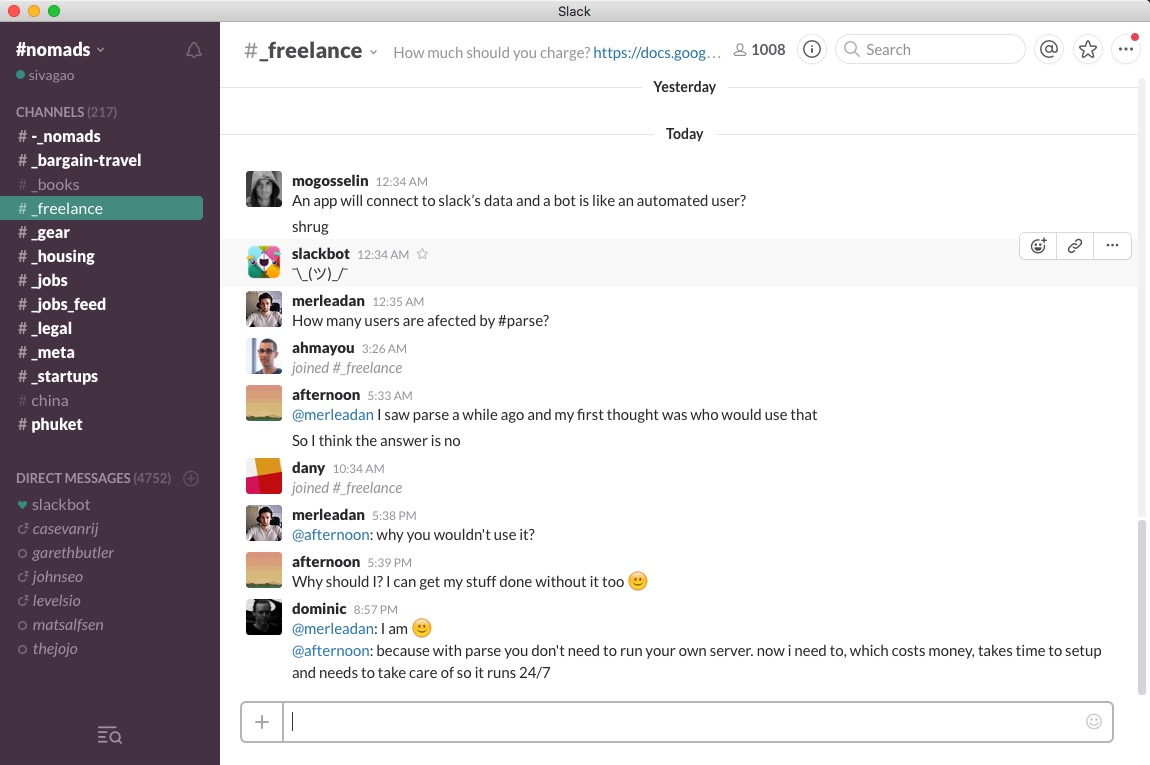 Slack
#nomads
sivagao
CHANNELS (217)
# -_nomads
# _bargain-travel
# _books
# _freelance
# _gear
# _housing
# _jobs
# _jobs_feed
# _legal
# _meta
# _startups
# china
# phuket
DIRECT MESSAGES (4752)
slackbot
casevanrij
garethbutler
johnseo
levelsio
matsalfsen
thejojo
#_freelance How much should you charge? https://docs.goog… 1008 Search
Yesterday
Today
mogosselin 12:34 AM
An app will connect to slack’s data and a bot is like an automated user?
shrug
slackbot 12:34 AM
¯\_(ツ)_/¯
merleadan 12:35 AM
How many users are afected by #parse?
ahmayou 3:26 AM
joined #_freelance
afternoon 5:33 AM
@merleadan I saw parse a while ago and my first thought was who would use that
So I think the answer is no
dany 10:34 AM
joined #_freelance
merleadan 5:38 PM
@afternoon: why you wouldn't use it?
afternoon 5:39 PM
Why should I? I can get my stuff done without it too 🙂
dominic 8:57 PM
@merleadan: I am 🙂
@afternoon: because with parse you don't need to run your own server. now i need to, which costs money, takes time to setup
and needs to take care of so it runs 24/7